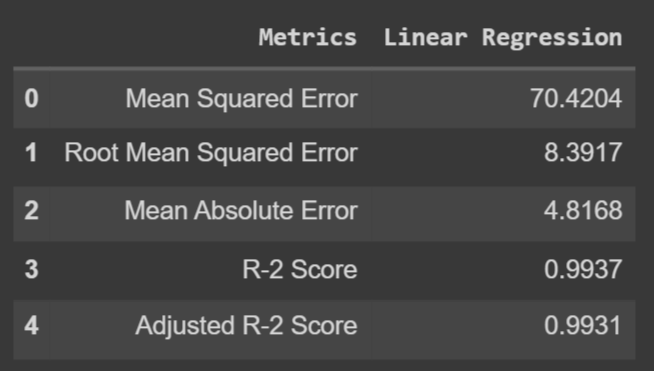 Metrics Linear Regression
0 Mean Squared Error 70.4204
1 Root Mean Squared Error 8.3917
2 Mean Absolute Error 4.8168
3 R-2 Score 0.9937
4 Adjusted R-2 Score 0.9931